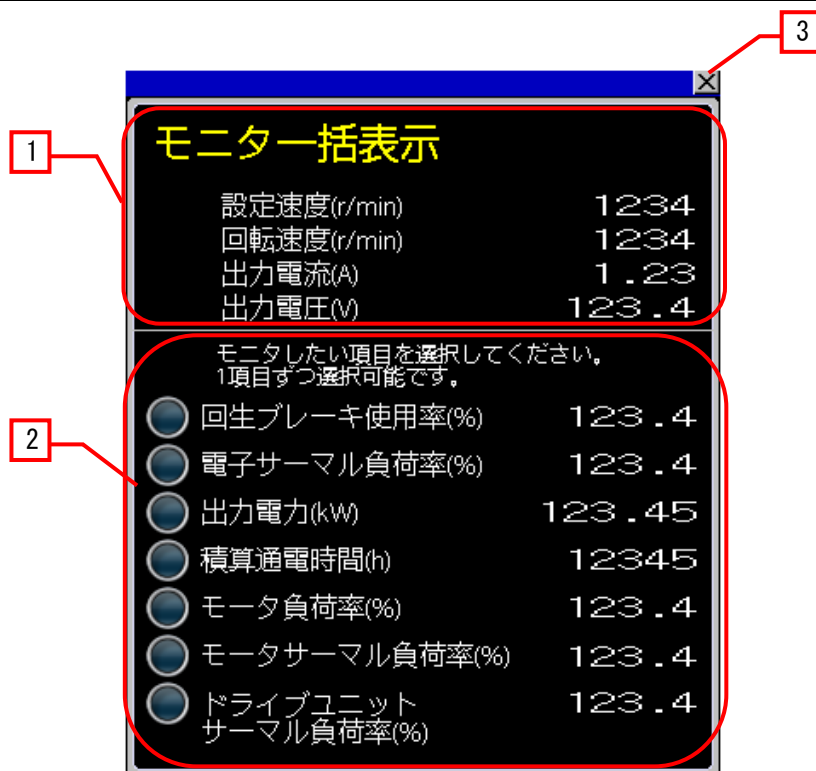 3
1
モニター括表示
設定速度(r/min) 1234
回転速度(r/min) 1234
出力電流(A) 1.23
出力電圧(V) 123.4
2
モニタしたい項目を選択してください。
1項目ずつ選択可能です。
回生ブレーキ使用率(%) 123.4
電子サーマル負荷率(%) 123.4
出力電力(kW) 123.45
積算通電時間(h) 12345
モータ負荷率(%) 123.4
モータサーマル負荷率(%) 123.4
ドライブユニット 123.4
サーマル負荷率(%)